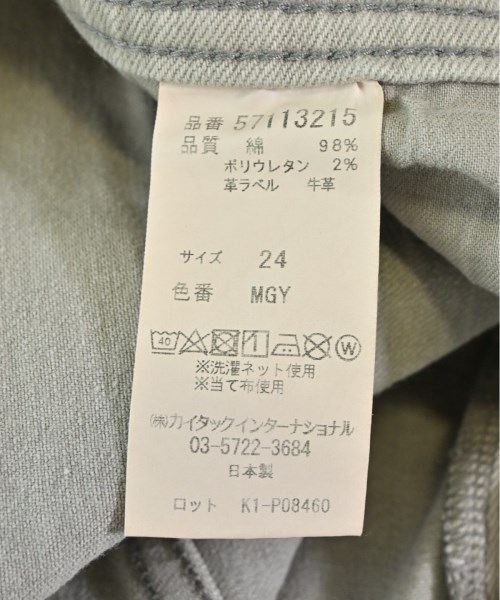 品番 57113215
品質 綿 98%
ポリウレタン 2%
革ラベル 牛革
サイズ 24
色番 MGY
40 W
※洗濯ネット使用
※当て布使用
㈱カイタックインターナショナル
03-5722-3684
日本製
ロット K1-P08460